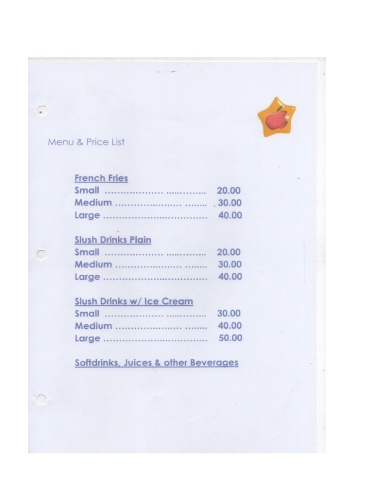 Menu & Price List
French Fries
Small .................. ............ 20.00
Medium ..................... ....... 30.00
Large ................................ 40.00
Slush Drinks Plain
Small .................. ............ 20.00
Medium ..................... ....... 30.00
Large ................................ 40.00
Slush Drinks w/ Ice Cream
Small .................. ............ 30.00
Medium ..................... ....... 40.00
Large ................................ 50.00
Softdrinks, Juices & other Beverages